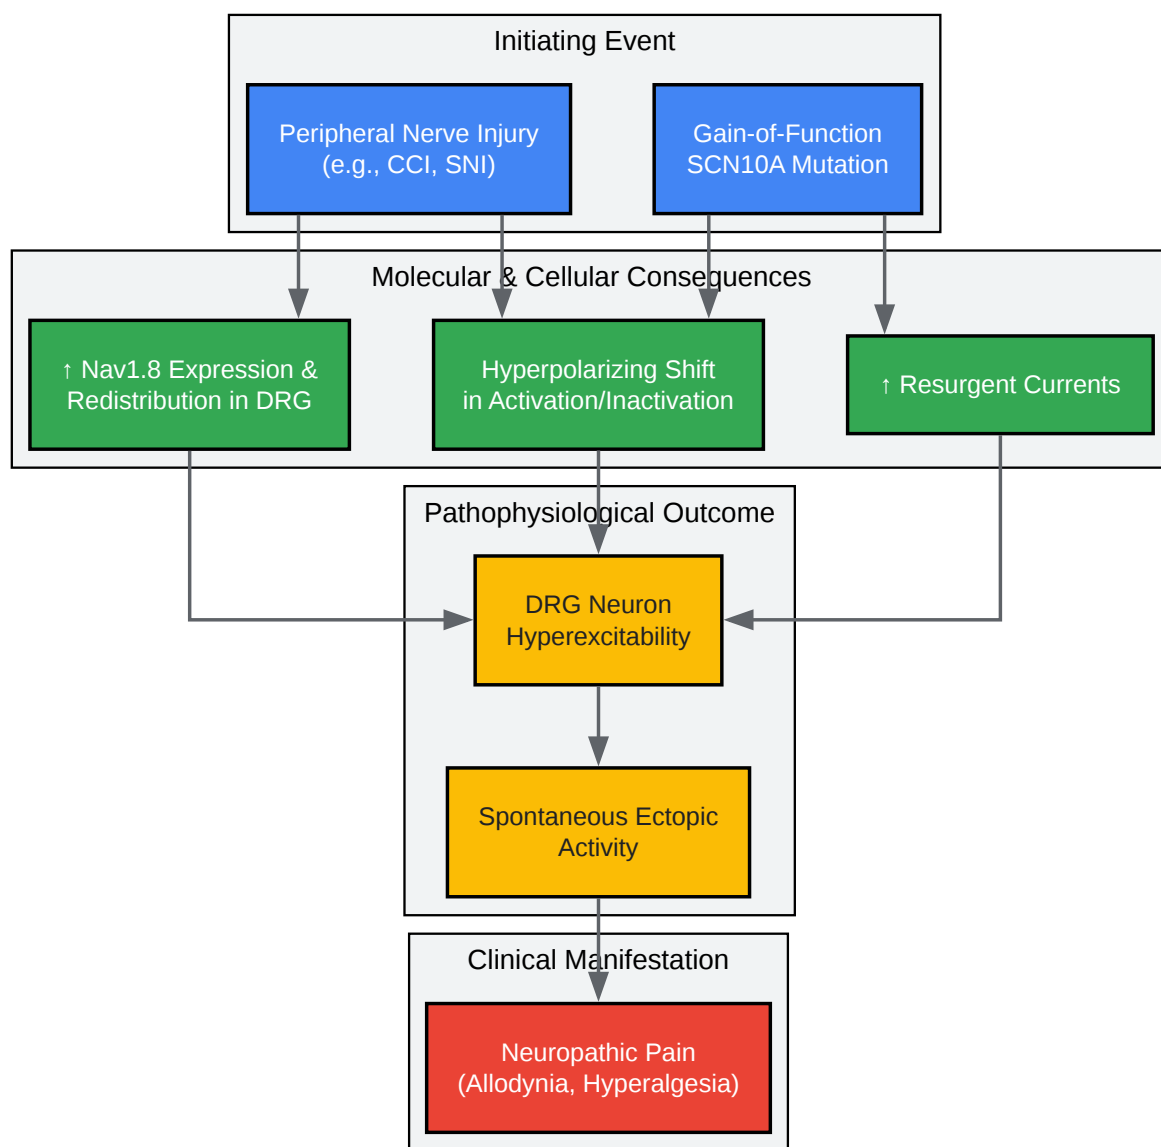 Initiating Event
Peripheral Nerve Injury
(e.g., CCI, SNI)
Gain-of-Function
SCN10A Mutation
Molecular & Cellular Consequences
↑ Nav1.8 Expression &
Redistribution in DRG
Hyperpolarizing Shift
in Activation/Inactivation
↑ Resurgent Currents
Pathophysiological Outcome
DRG Neuron
Hyperexcitability
Spontaneous Ectopic
Activity
Clinical Manifestation
Neuropathic Pain
(Allodynia, Hyperalgesia)